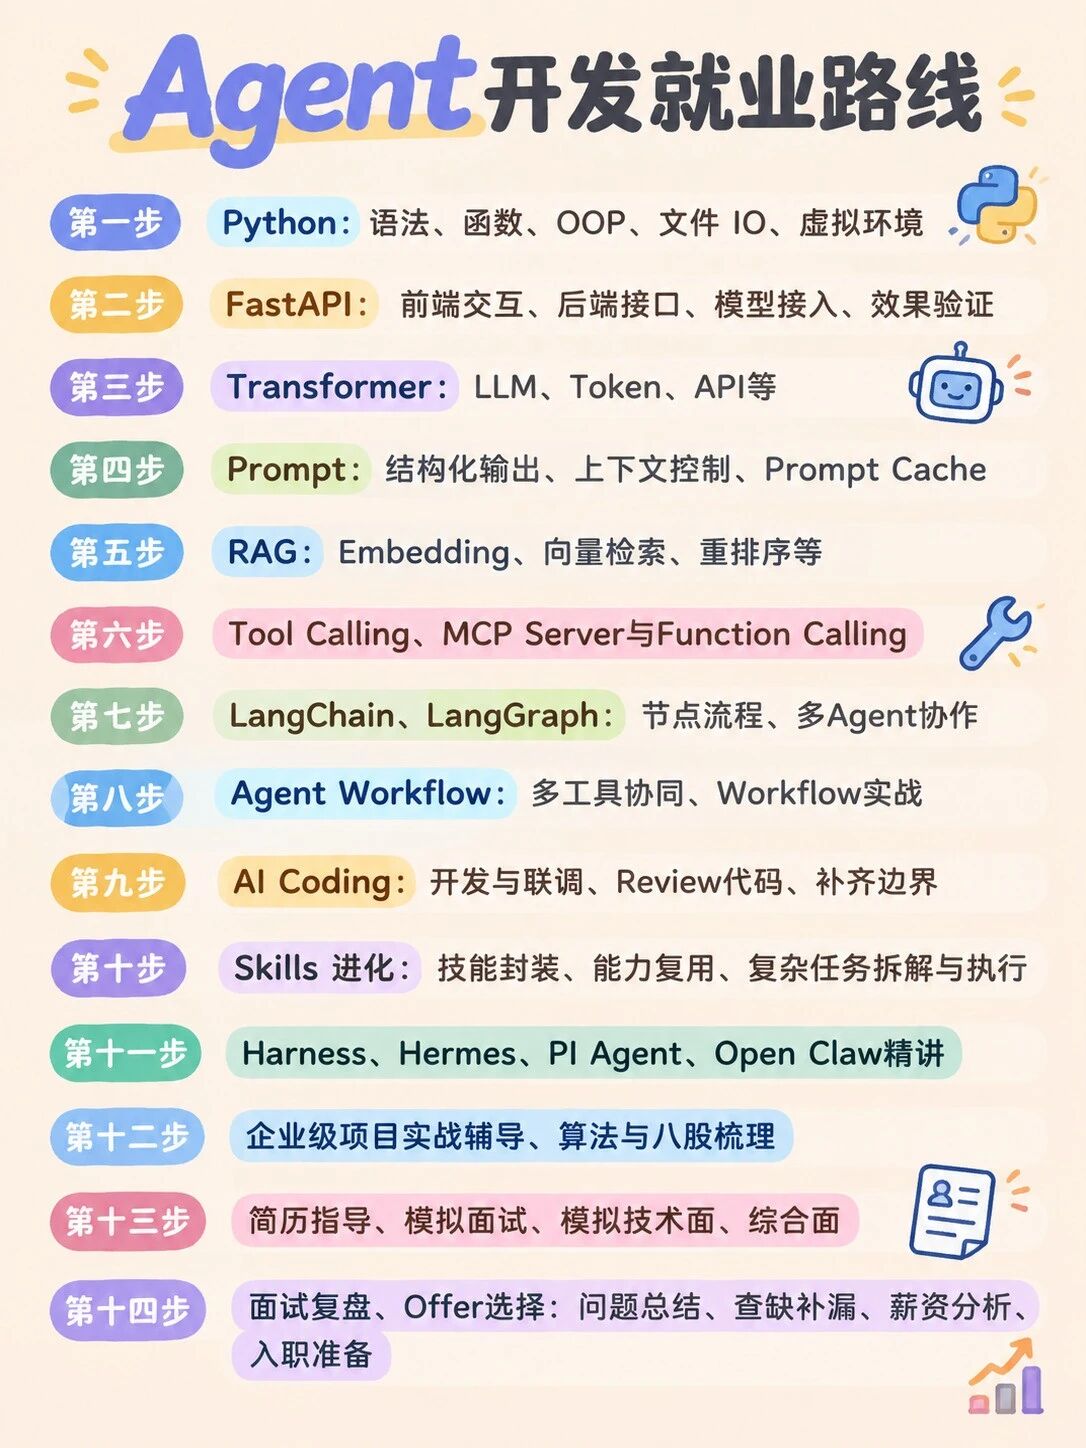 Agent开发就业路线
第一步 Python：语法、函数、OOP、文件 IO、虚拟环境
第二步 FastAPI：前端交互、后端接口、模型接入、效果验证
第三步 Transformer：LLM、Token、API等
第四步 Prompt：结构化输出、上下文控制、Prompt Cache
第五步 RAG：Embedding、向量检索、重排序等
第六步 Tool Calling、MCP Server与Function Calling
第七步 LangChain、LangGraph：节点流程、多Agent协作
第八步 Agent Workflow：多工具协同、Workflow实战
第九步 AI Coding：开发与联调、Review代码、补齐边界
第十步 Skills 进化：技能封装、能力复用、复杂任务拆解与执行
第十一步 Harness、Hermes、PI Agent、Open Claw精讲
第十二步 企业级项目实战辅导、算法与八股梳理
第十三步 简历指导、模拟面试、模拟技术面、综合面
第十四步 面试复盘、Offer选择：问题总结、查缺补漏、薪资分析、
入职准备